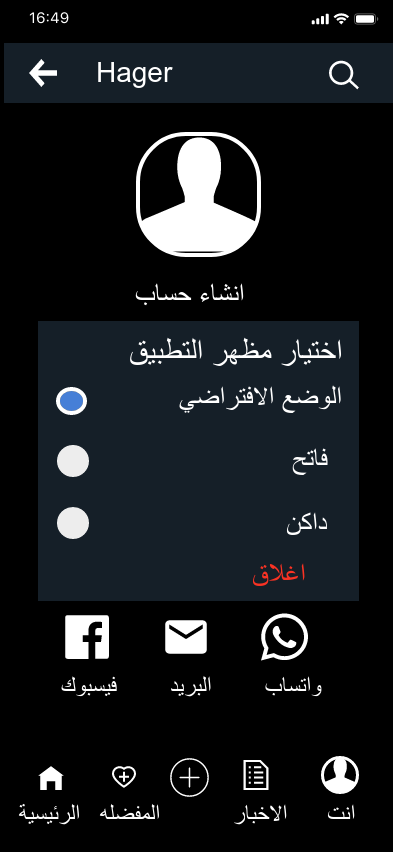 16:49
Hager
انشاء حساب
اختيار مظهر التطبيق
الوضع الافتراضي
فاتح
داكن
اغلاق
واتساب البريد فيسبوك
انت الاخبار المفضله الرئيسية